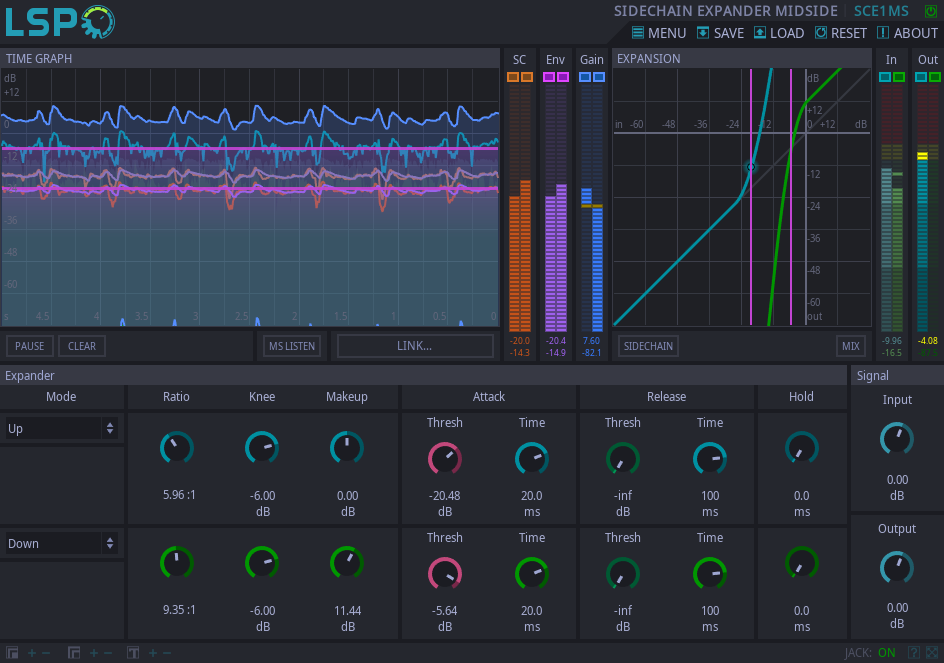 LSP
SIDECHAIN EXPANDER MIDSIDE SCE1MS
MENU SAVE LOAD RESET ABOUT
TIME GRAPH
SC Env Gain
EXPANSION
In Out
dB
+12
0
-12
-36
-48
-60
s 4.5 4 3.5 3 2.5 2 1.5 1 0.5 0
dB
+12
in -60 -48 -36 -24 -12 0 +12 dB
-12
-24
-36
-48
-60
out
PAUSE CLEAR MS LISTEN LINK...
-20.0 -20.4 7.60
-14.3 -14.9 -82.1
SIDECHAIN MIX
-9.96 -4.08
-16.5
Expander Signal
Mode Ratio Knee Makeup Attack Release Hold Input
Thresh Time Thresh Time
Up
5.96 :1 -6.00 dB 0.00 dB -20.48 dB 20.0 ms -inf dB 100 ms 0.0 ms 0.00 dB
Output
Thresh Time Thresh Time
Down
9.35 :1 -6.00 dB 11.44 dB -5.64 dB 20.0 ms -inf dB 100 ms 0.0 ms 0.00 dB
JACK: ON ?